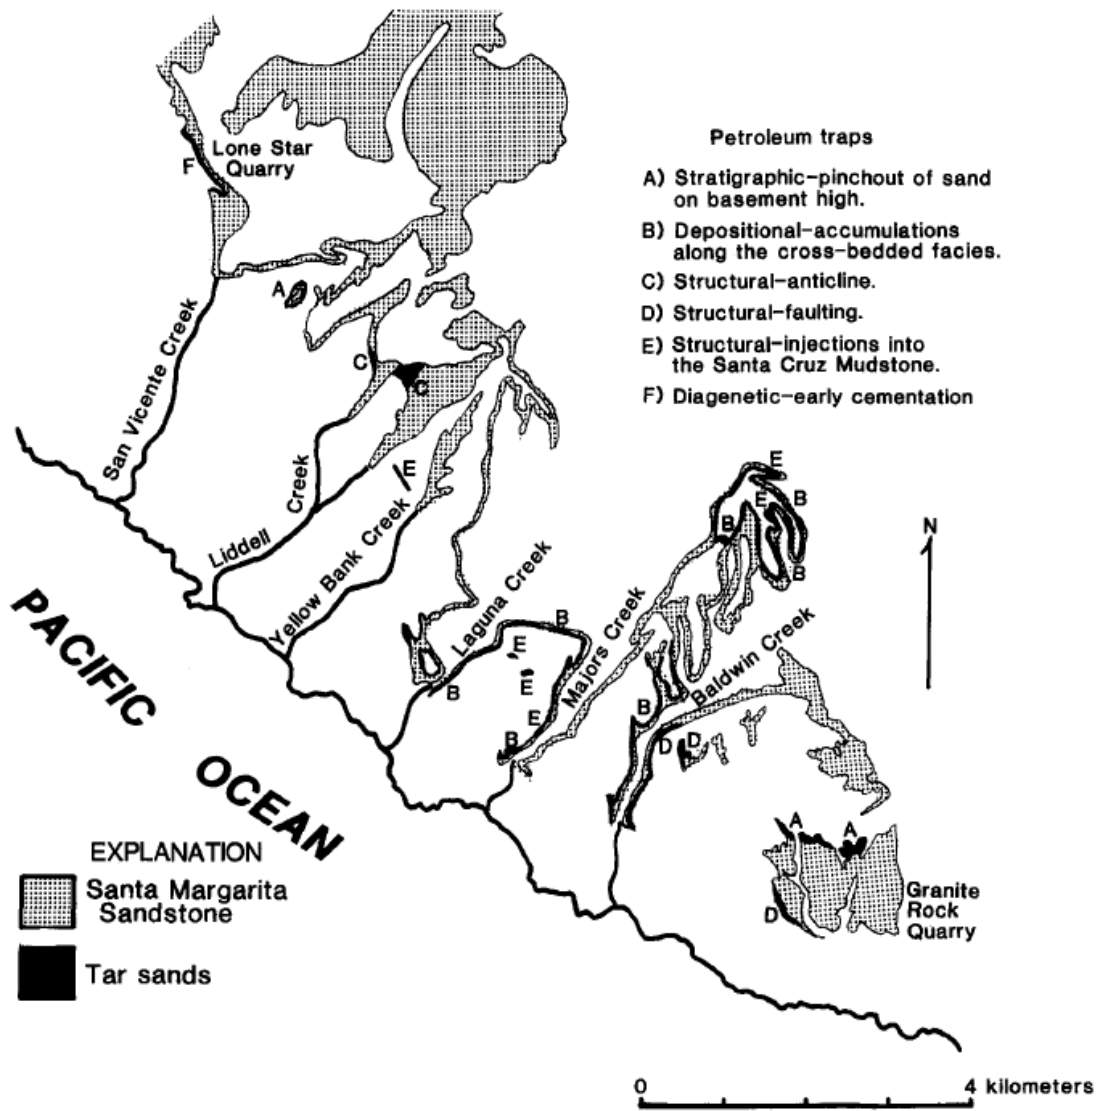 Lone Star
Quarry
F
Petroleum traps
A) Stratigraphic-pinchout of sand
on basement high.
B) Depositional-accumulations
along the cross-bedded facies.
C) Structural-anticline.
D) Structural-faulting.
E) Structural-injections into
the Santa Cruz Mudstone.
F) Diagenetic-early cementation
A
San Vicente Creek
C
C
E
Liddell Creek
Yellow Bank Creek
Laguna Creek
B
E
E
E
B
B
Majors Creek
E
E
B
B
B
N
Baldwin Creek
B
D
D
PACIFIC
OCEAN
A
A
D
Granite
Rock
Quarry
EXPLANATION
Santa Margarita
Sandstone
Tar sands
0
4 kilometers